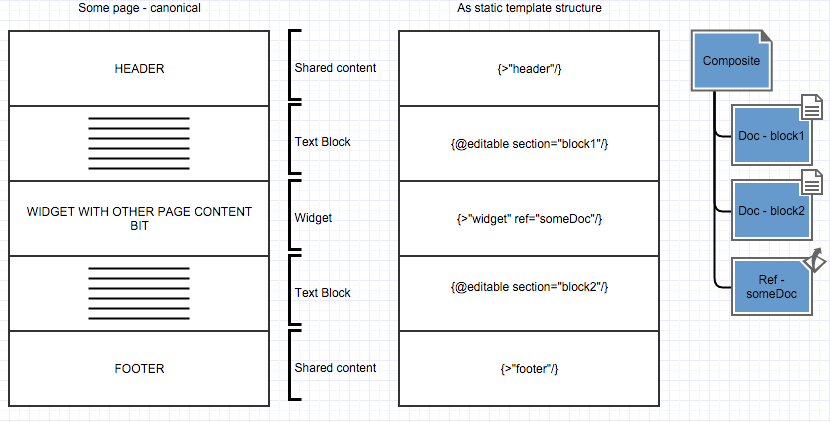 Some page - canonical
As static template structure
HEADER
Shared content
{>"header"/}
Composite
Text Block
{@editable section="block1"/}
Doc - block1
WIDGET WITH OTHER PAGE CONTENT
BIT
Widget
{>"widget" ref="someDoc"/}
Doc - block2
Text Block
{@editable section="block2"/}
Ref -
someDoc
FOOTER
Shared content
{>"footer"/}